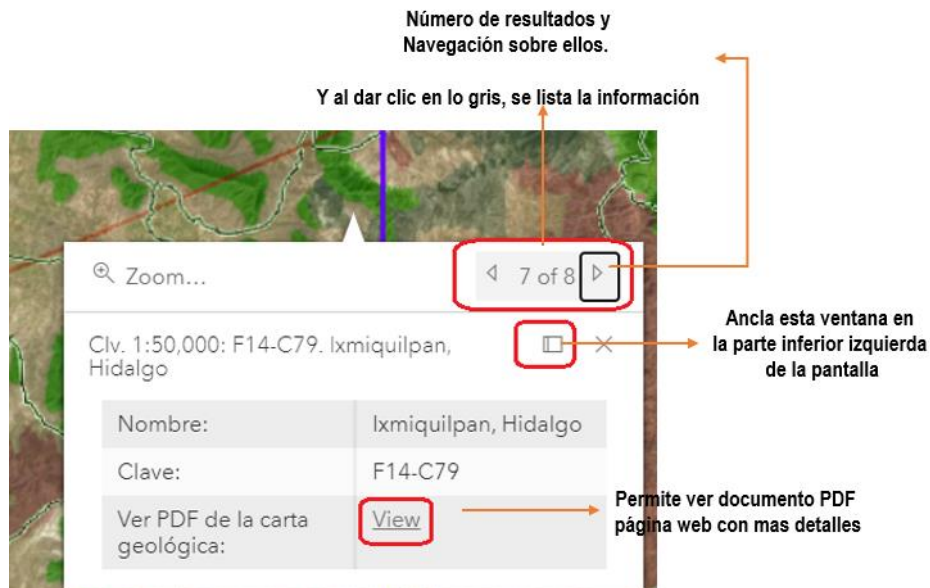 Número de resultados y
Navegación sobre ellos.
Y al dar clic en lo gris, se lista la información
Zoom...
7 of 8
Clv. 1:50,000: F14-C79. Ixmiquilpan,
Hidalgo
Ancla esta ventana en
la parte inferior izquierda
de la pantalla
Nombre: Ixmiquilpan, Hidalgo
Clave: F14-C79
Ver PDF de la carta
geológica:
View
Permite ver documento PDF
página web con mas detalles